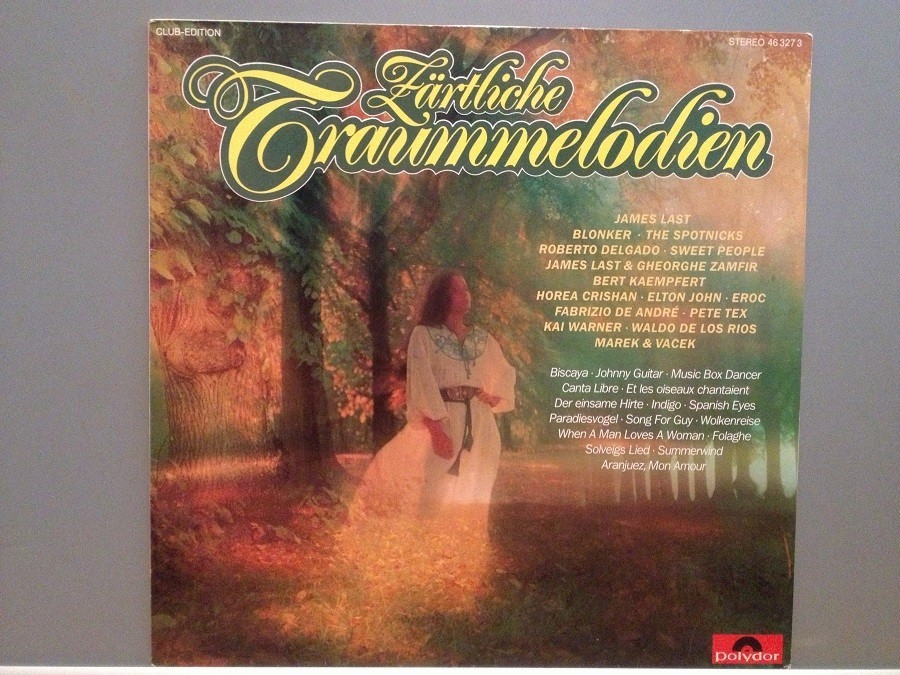 CLUB-EDITION
STEREO 46 327 3
Zärtliche
Traummelodien
JAMES LAST
BLONKER · THE SPOTNICKS
ROBERTO DELGADO · SWEET PEOPLE
JAMES LAST & GHEORGHE ZAMFIR
BERT KAEMPFERT
HOREA CRISHAN · ELTON JOHN · EROC
FABRIZIO DE ANDRÉ · PETE TEX
KAI WARNER · WALDO DE LOS RIOS
MAREK & VACEK
Biscaya · Johnny Guitar · Music Box Dancer
Canta Libre · Et les oiseaux chantaient
Der einsame Hirte · Indigo · Spanish Eyes
Paradiesvogel · Song For Guy · Wolkenreise
When A Man Loves A Woman · Folaghe
Solveigs Lied · Summerwind
Aranjuez, Mon Amour
polydor